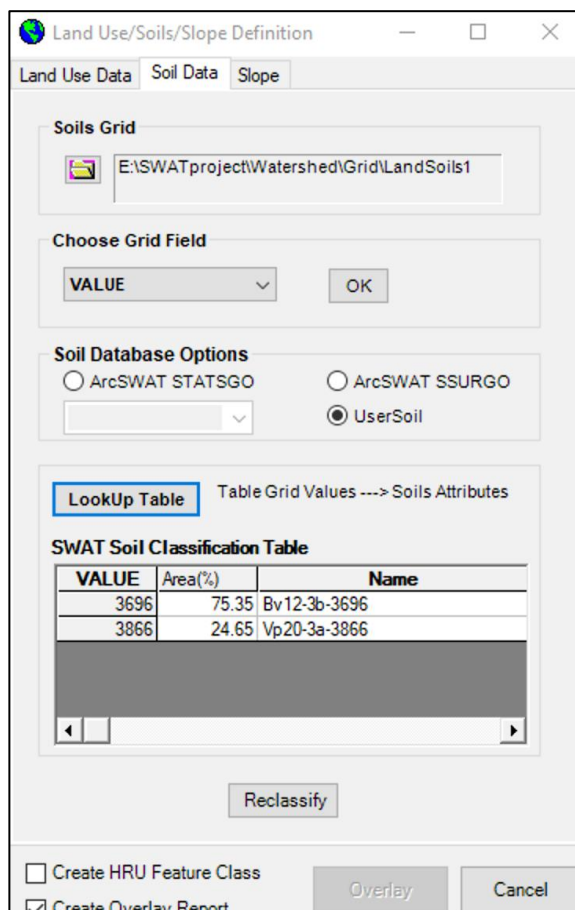 Land Use/Soils/Slope Definition
Land Use Data Soil Data Slope
Soils Grid
E:\SWATproject\Watershed\Grid\LandSoils1
Choose Grid Field
VALUE OK
Soil Database Options
ArcSWAT STATSGO ArcSWAT SSURGO
UserSoil
LookUp Table Table Grid Values ---> Soils Attributes
SWAT Soil Classification Table
VALUE Area(%) Name
3696 75.35 Bv12-3b-3696
3866 24.65 Vp20-3a-3866
Reclassify
Create HRU Feature Class
Overlay Cancel
Create Overlay Report